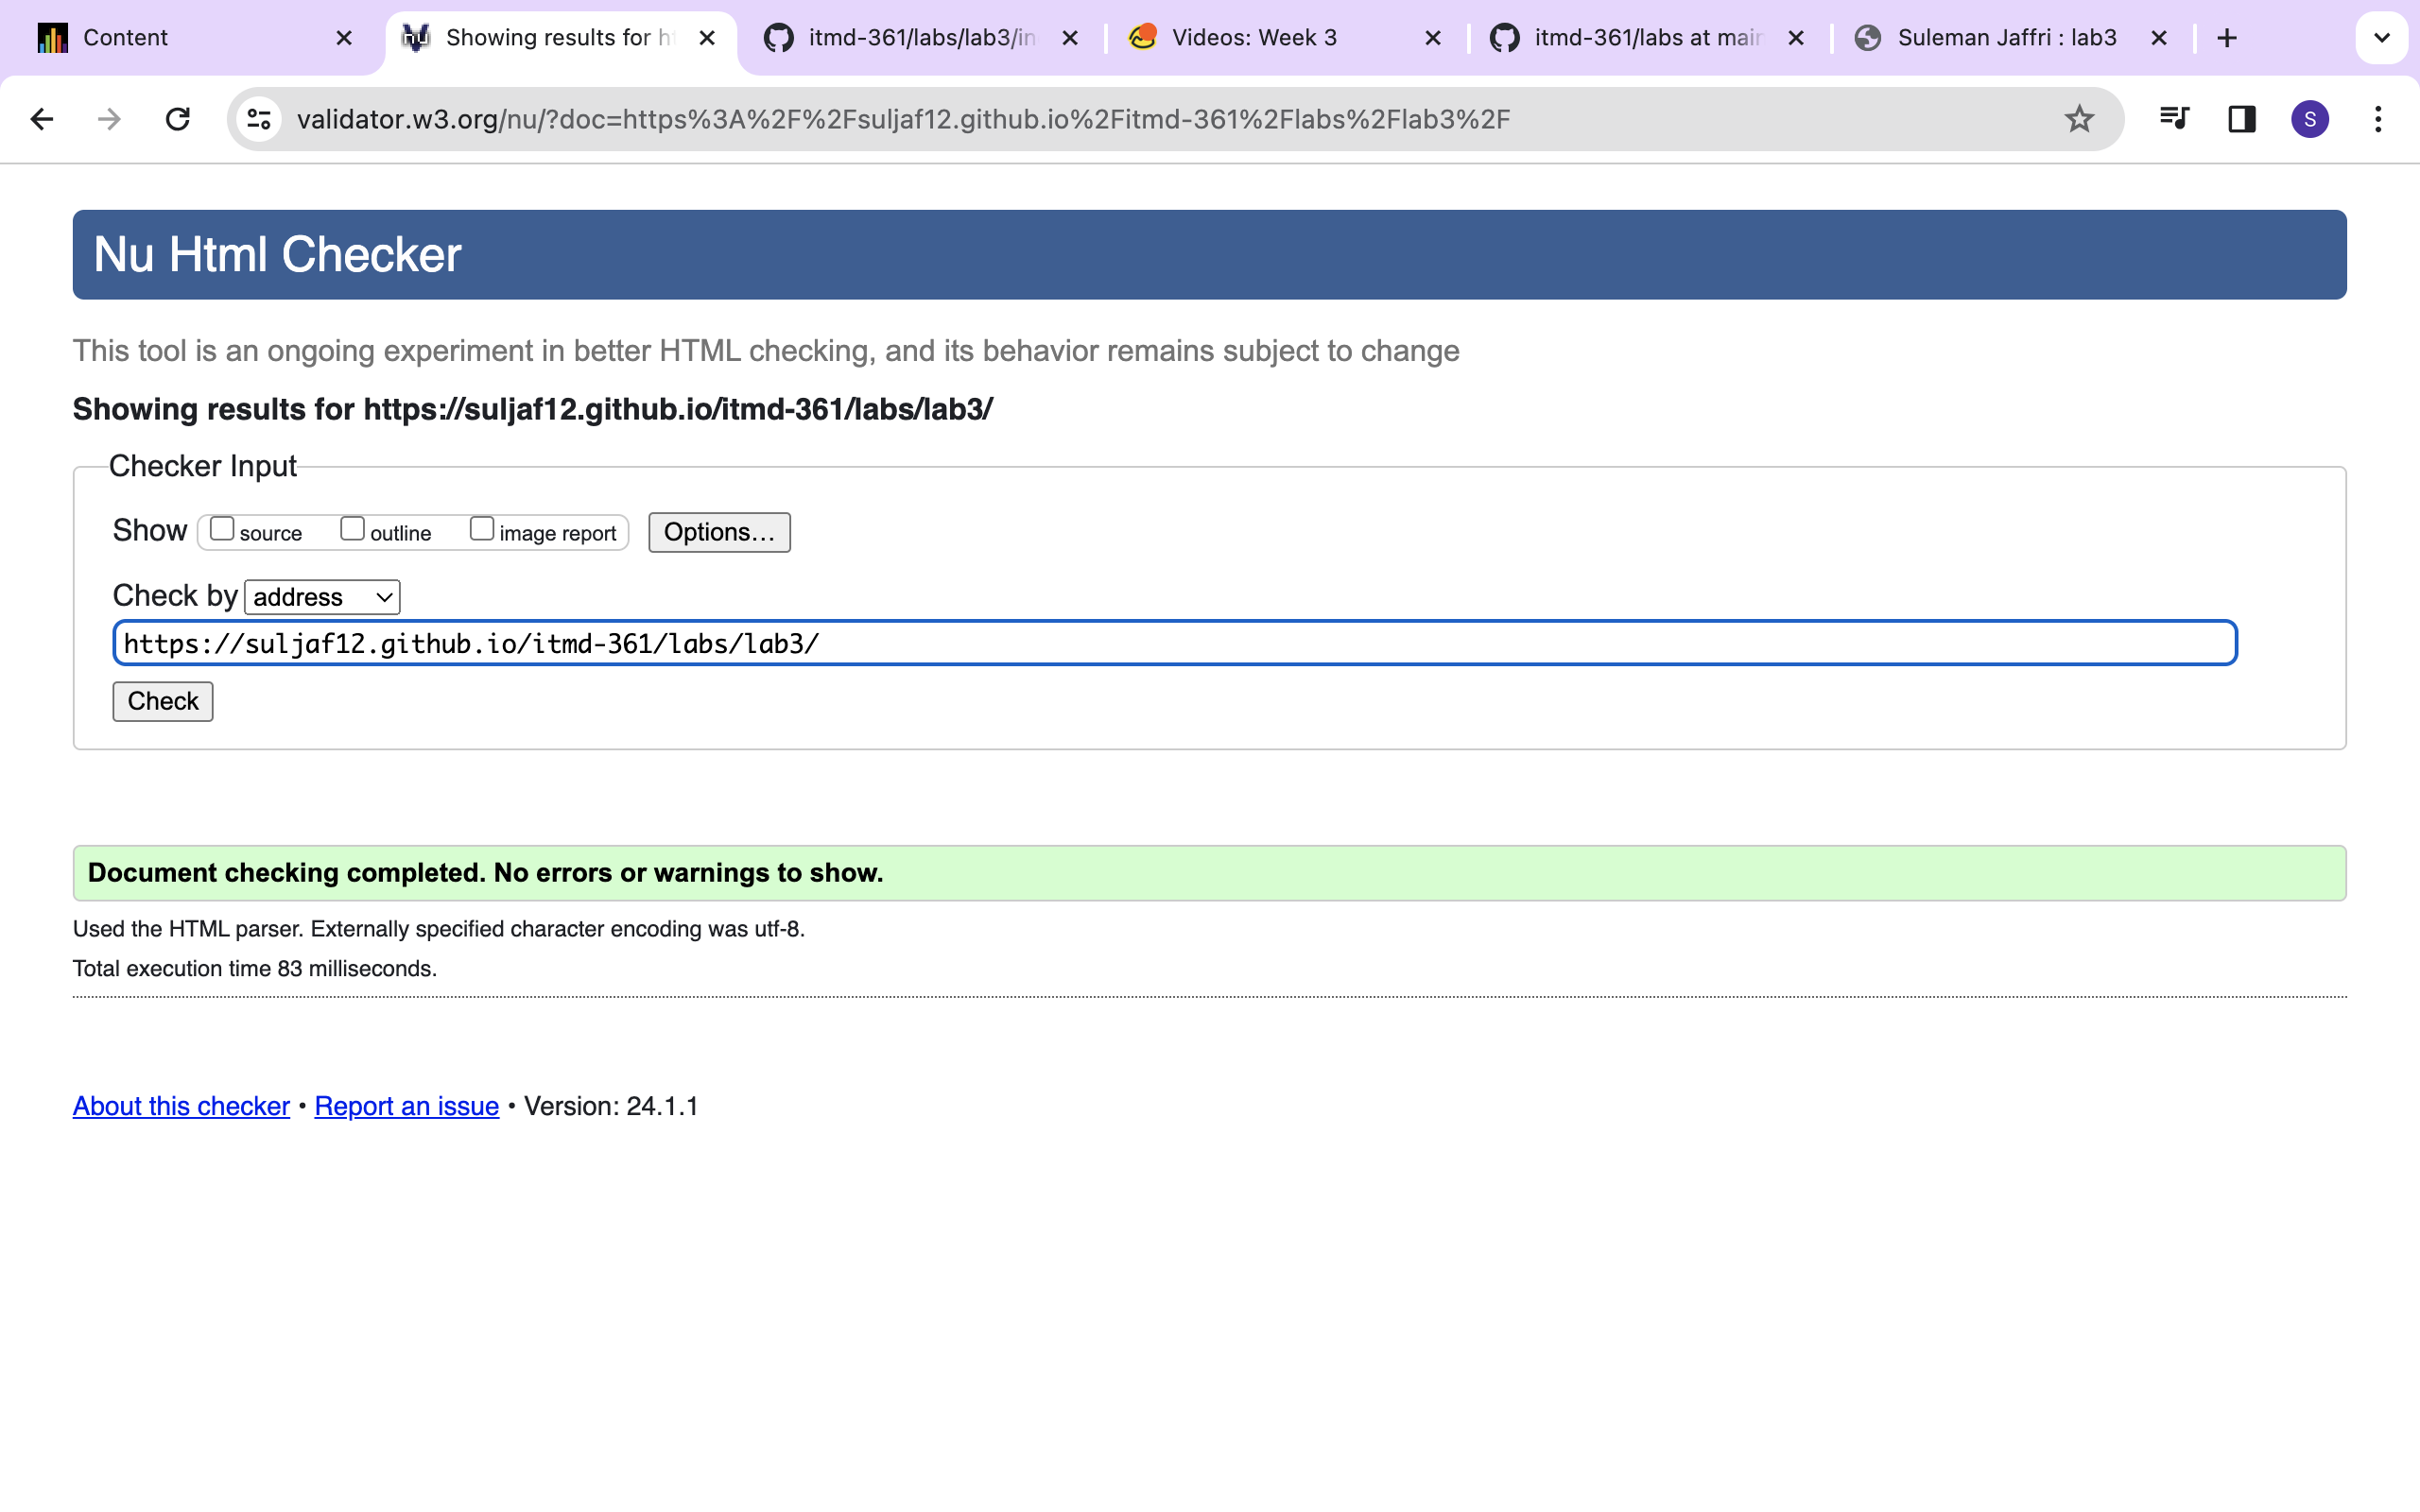 Content
Showing results for h
itmd-361/labs/lab3/in
Videos: Week 3
itmd-361/labs at main
Suleman Jaffri : lab3
validator.w3.org/nu/?doc=https%3A%2F%2Fsuljaf12.github.io%2Fitmd-361%2Flabs%2Flab3%2F
S
Nu Html Checker
This tool is an ongoing experiment in better HTML checking, and its behavior remains subject to change
Showing results for https://suljaf12.github.io/itmd-361/labs/lab3/
Checker Input
Show source outline image report Options...
Check by address
https://suljaf12.github.io/itmd-361/labs/lab3/
Check
Document checking completed. No errors or warnings to show.
Used the HTML parser. Externally specified character encoding was utf-8.
Total execution time 83 milliseconds.
About this checker • Report an issue • Version: 24.1.1